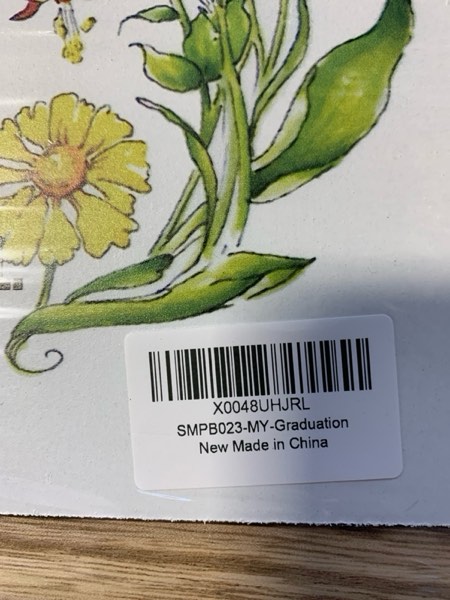 X0048UHJRL
SMPB023-MY-Graduation
New Made in China